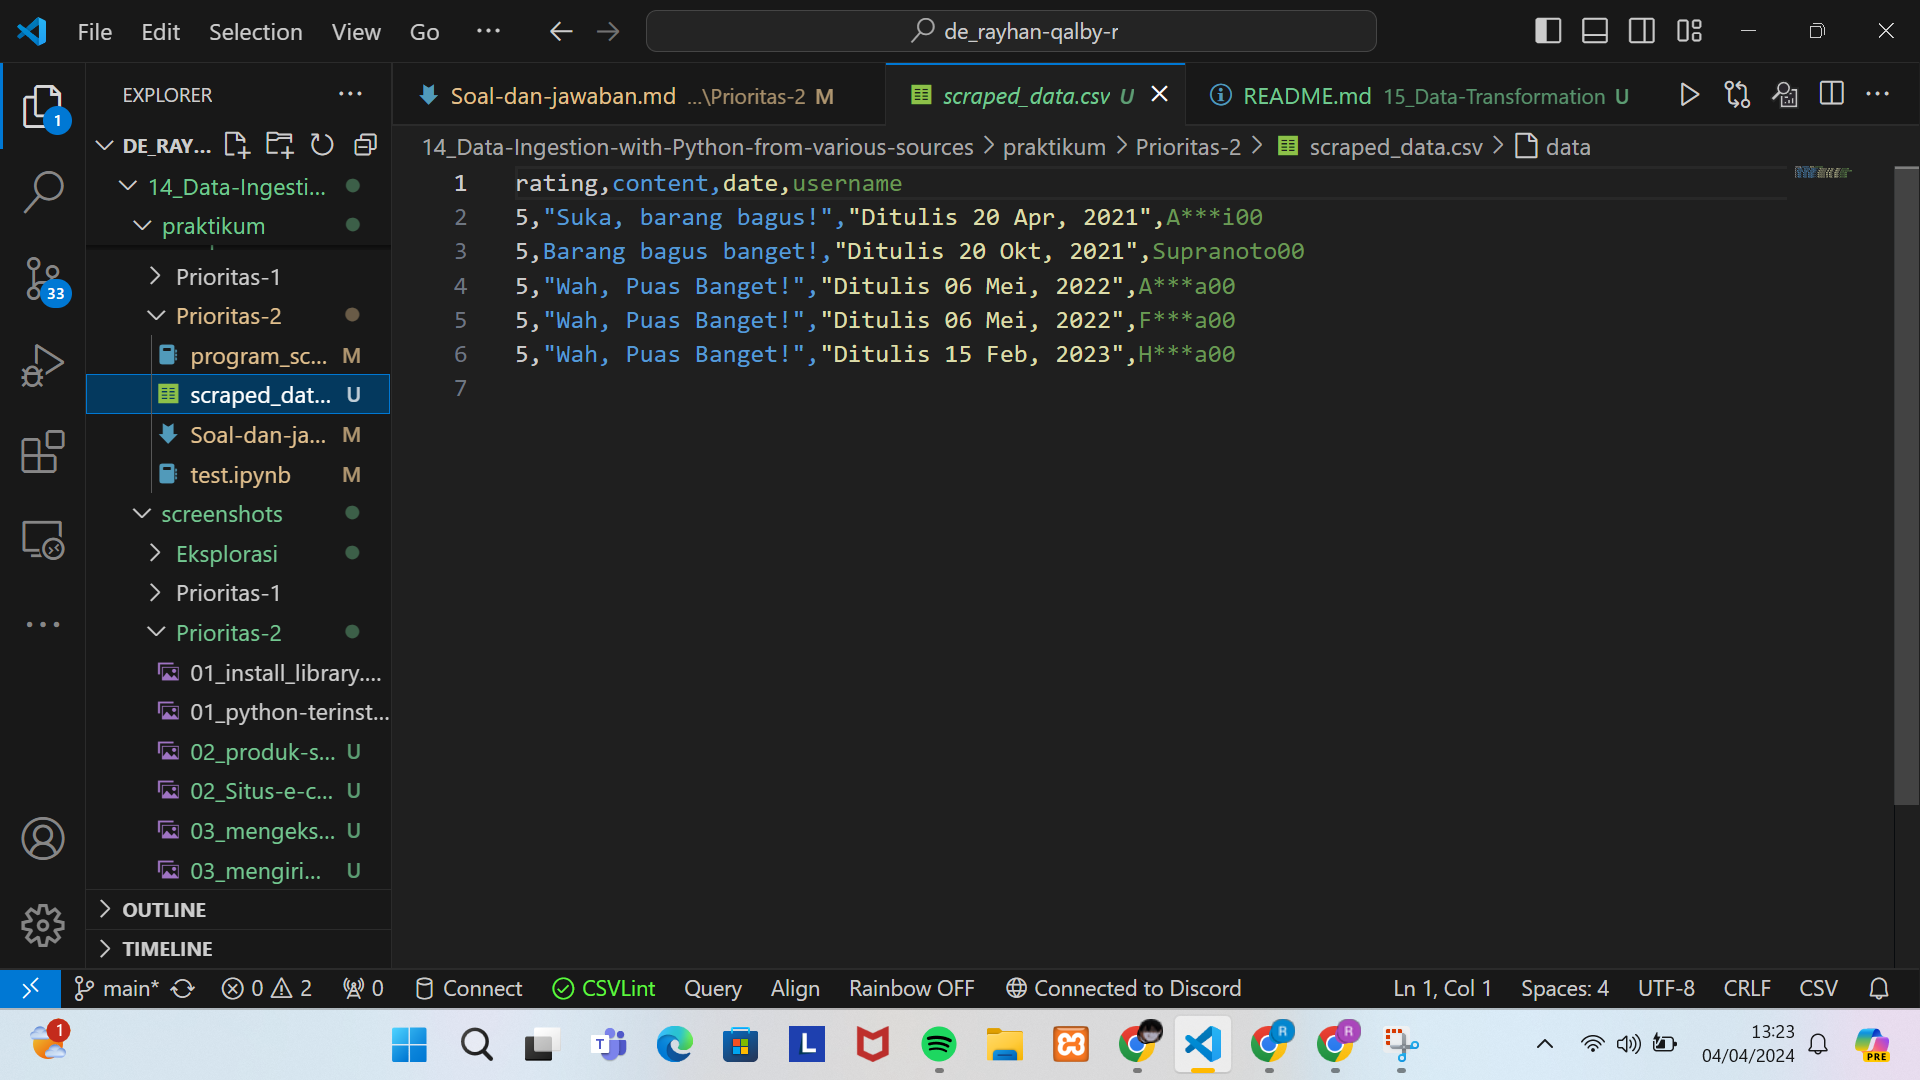 File Edit Selection View Go ···
de_rayhan-qalby-r
EXPLORER
DE_RAY...
14_Data-Ingesti...
praktikum
Prioritas-1
Prioritas-2
program_sc... M
scraped_dat... U
Soal-dan-ja... M
test.ipynb M
screenshots
Eksplorasi
Prioritas-1
Prioritas-2
01_install_library....
01_python-terinst...
02_produk-s... U
02_Situs-e-c... U
03_mengeks... U
03_mengiri... U
OUTLINE
TIMELINE
1
33
Soal-dan-jawaban.md ...\Prioritas-2 M
scraped_data.csv U
README.md 15_Data-Transformation U
14_Data-Ingestion-with-Python-from-various-sources > praktikum > Prioritas-2 > scraped_data.csv > data
1 rating,content,date,username
2 5,"Suka, barang bagus!","Ditulis 20 Apr, 2021",A***i00
3 5,Barang bagus banget!,"Ditulis 20 Okt, 2021",Supranoto00
4 5,"Wah, Puas Banget!","Ditulis 06 Mei, 2022",A***a00
5 5,"Wah, Puas Banget!","Ditulis 06 Mei, 2022",F***a00
6 5,"Wah, Puas Banget!","Ditulis 15 Feb, 2023",H***a00
7
main* 0 2 0 Connect CSVLint Query Align Rainbow OFF Connected to Discord Ln 1, Col 1 Spaces: 4 UTF-8 CRLF CSV
1
T
L
R
R
13:23
04/04/2024
PRE